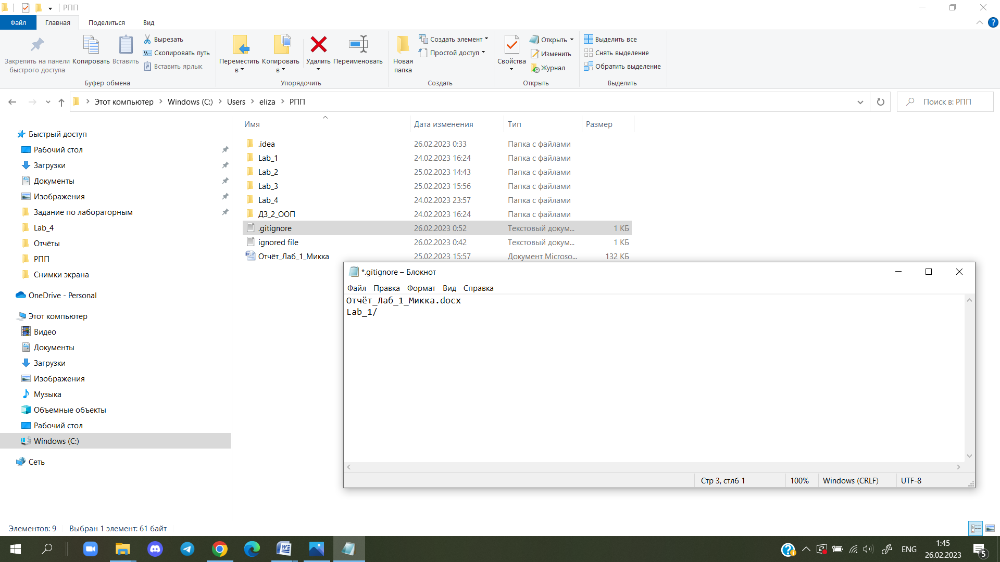 РПП
Файл Главная Поделиться Вид
Закрепить на панели быстрого доступа
Копировать
Вставить
Вырезать
Скопировать путь
Вставить ярлык
Буфер обмена
Переместить в
Копировать в
Удалить
Переименовать
Упорядочить
Новая папка
Создать элемент
Простой доступ
Создать
Свойства
Открыть
Изменить
Журнал
Открыть
Выделить все
Снять выделение
Обратить выделение
Выделить
Этот компьютер Windows (C:) Users eliza РПП
Поиск в: РПП
Быстрый доступ
Рабочий стол
Загрузки
Документы
Изображения
Задание по лабораторным
Lab_4
Отчёты
РПП
Снимки экрана
OneDrive - Personal
Этот компьютер
Видео
Документы
Загрузки
Изображения
Музыка
Объемные объекты
Рабочий стол
Windows (C:)
Сеть
Имя Дата изменения Тип Размер
.idea 26.02.2023 0:33 Папка с файлами
Lab_1 24.02.2023 16:24 Папка с файлами
Lab_2 25.02.2023 14:43 Папка с файлами
Lab_3 25.02.2023 15:56 Папка с файлами
Lab_4 24.02.2023 23:57 Папка с файлами
ДЗ_2_ООП 24.02.2023 16:24 Папка с файлами
.gitignore 26.02.2023 0:52 Текстовый докум... 1 КБ
ignored file 26.02.2023 0:42 Текстовый докум... 1 КБ
Отчёт_Лаб_1_Микка 25.02.2023 15:57 Документ Microso... 132 КБ
*.gitignore – Блокнот
Файл Правка Формат Вид Справка
Отчёт_Лаб_1_Микка.docx
Lab_1/
Стр 3, стлб 1 100% Windows (CRLF) UTF-8
Элементов: 9 Выбран 1 элемент: 61 байт
ENG
1:45
26.02.2023
5